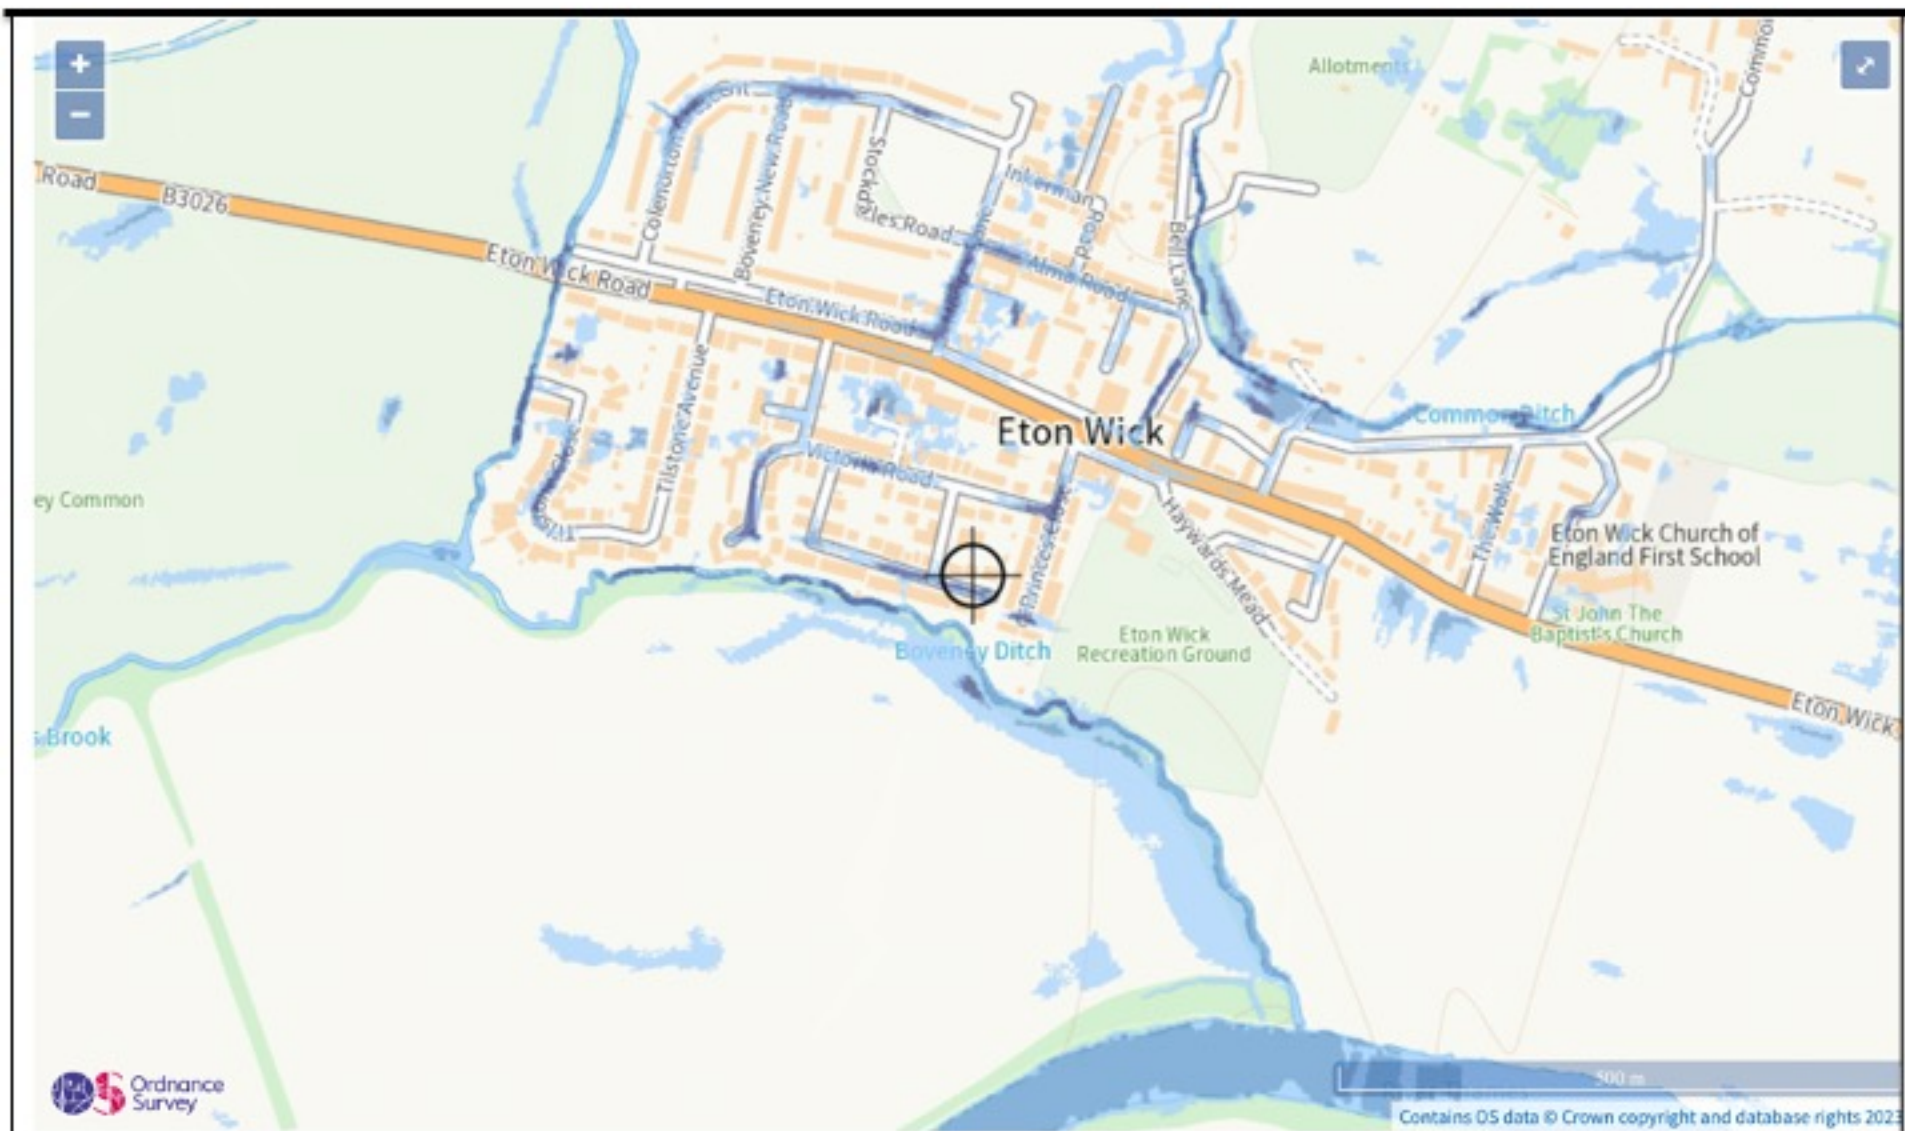 +
−
Allotments
Road
B3026
Stockd
Inkerman
Road
les Road
Boveney New Road
Bell Lane
Eton Wick Road
Alma Road
Eton Wick Road
Tilstone Avenue
Eton Wick
Common Ditch
Victoria Road
ey Common
Close
Princes Close
Haywards Mead
The Walk
Eton Wick Church of
England First School
St John The
Baptist's Church
Eton Wick
Recreation Ground
Boveney Ditch
Eton Wick
s Brook
500 m
Ordnance
Survey
Contains OS data © Crown copyright and database rights 2023